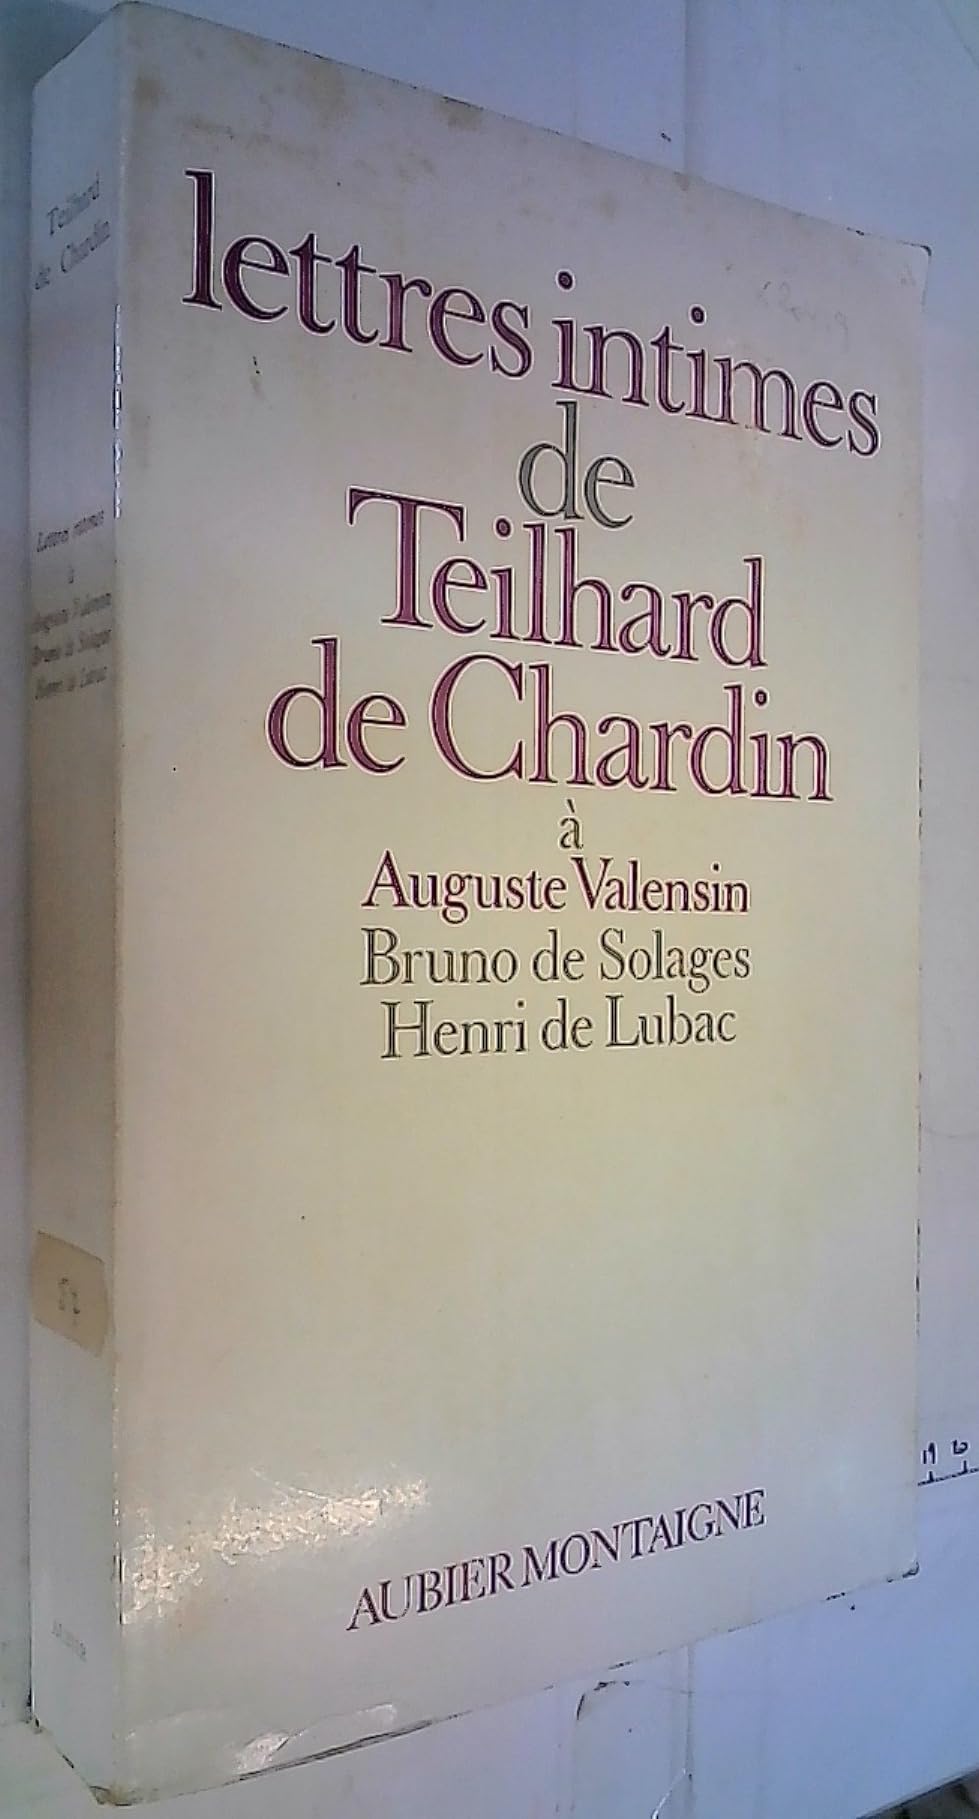 lettres intimes
de
Teilhard
de Chardin
à
Auguste Valensin
Bruno de Solages
Henri de Lubac
AUBIER MONTAIGNE
Teilhard
de Chardin
Lettres intimes
à
Auguste Valensin
Bruno de Solages
Henri de Lubac
19